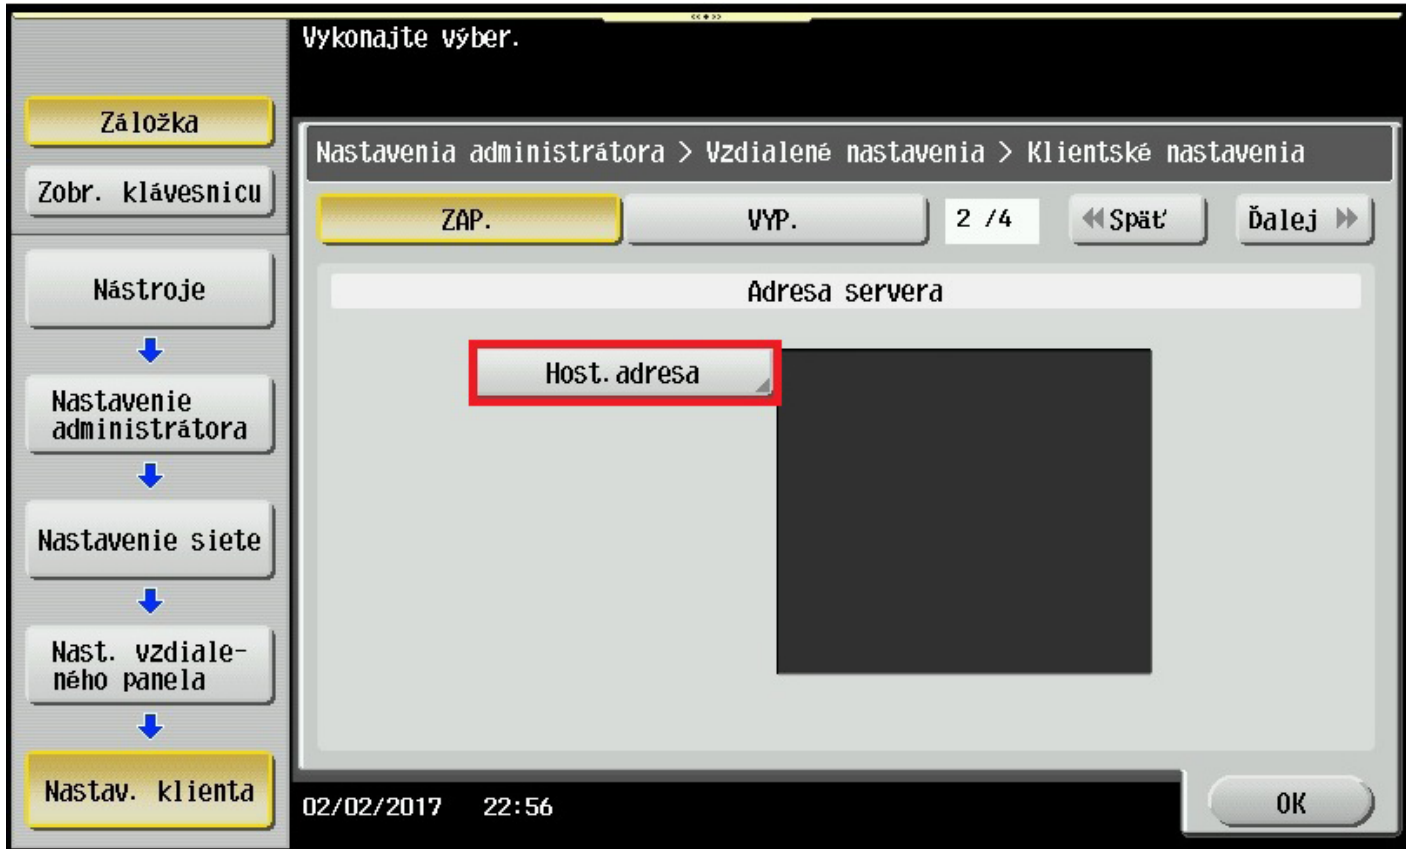 Vykonajte výber.
Záložka
Zobr. klávesnicu
Nástroje
Nastavenie
administrátora
Nastavenie siete
Nast. vzdiale-
ného panela
Nastav. klienta
Nastavenia administrátora > Vzdialené nastavenia > Klientské nastavenia
ZAP. VYP. 2 /4 Späť Ďalej
Adresa servera
Host.adresa
02/02/2017 22:56
OK